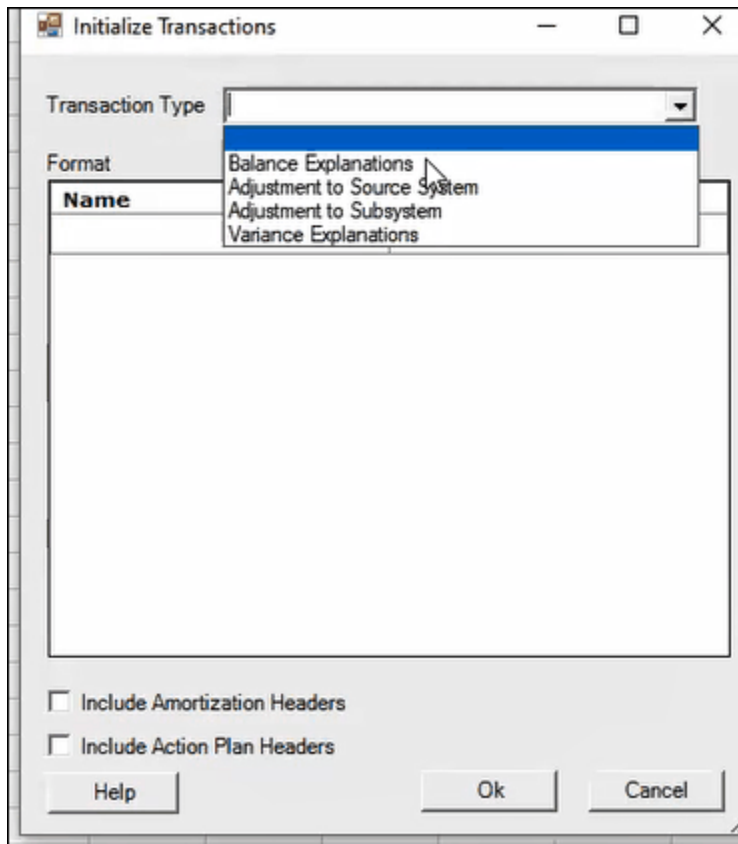 Initialize Transactions
Transaction Type
Balance Explanations
Format
Adjustment to Source System
Name
Adjustment to Subsystem
Variance Explanations
Include Amortization Headers
Include Action Plan Headers
Help Ok Cancel